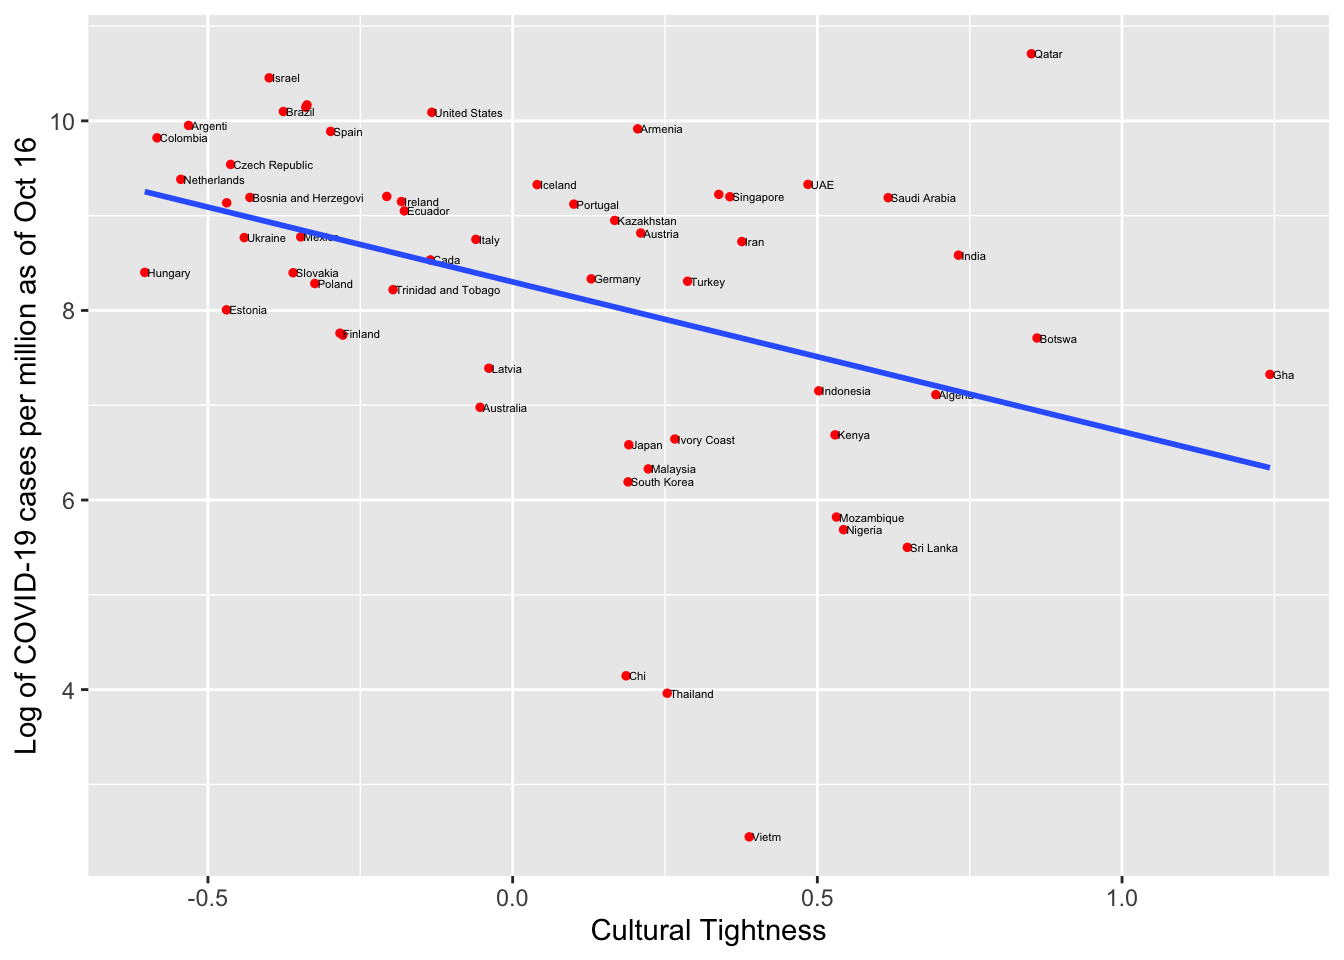 Log of COVID-19 cases per million as of Oct 16
10
8
6
4
Qatar
Israel
Brazil
United States
Argenti
Armenia
Spain
Colombia
Czech Republic
Netherlands
Iceland
UAE
Bosnia and Herzegovi
Singapore
Saudi Arabia
Ireland
Portugal
Ecuador
Kazakhstan
Austria
Ukraine
Mexico
Italy
Iran
India
Cada
Hungary
Slovakia
Germany
Turkey
Poland
Trinidad and Tobago
Estonia
Finland
Botswa
Latvia
Gha
Indonesia
Algeria
Australia
Kenya
Ivory Coast
Japan
Malaysia
South Korea
Mozambique
Nigeria
Sri Lanka
Chi
Thailand
Vietm
-0.5 0.0 0.5 1.0
Cultural Tightness